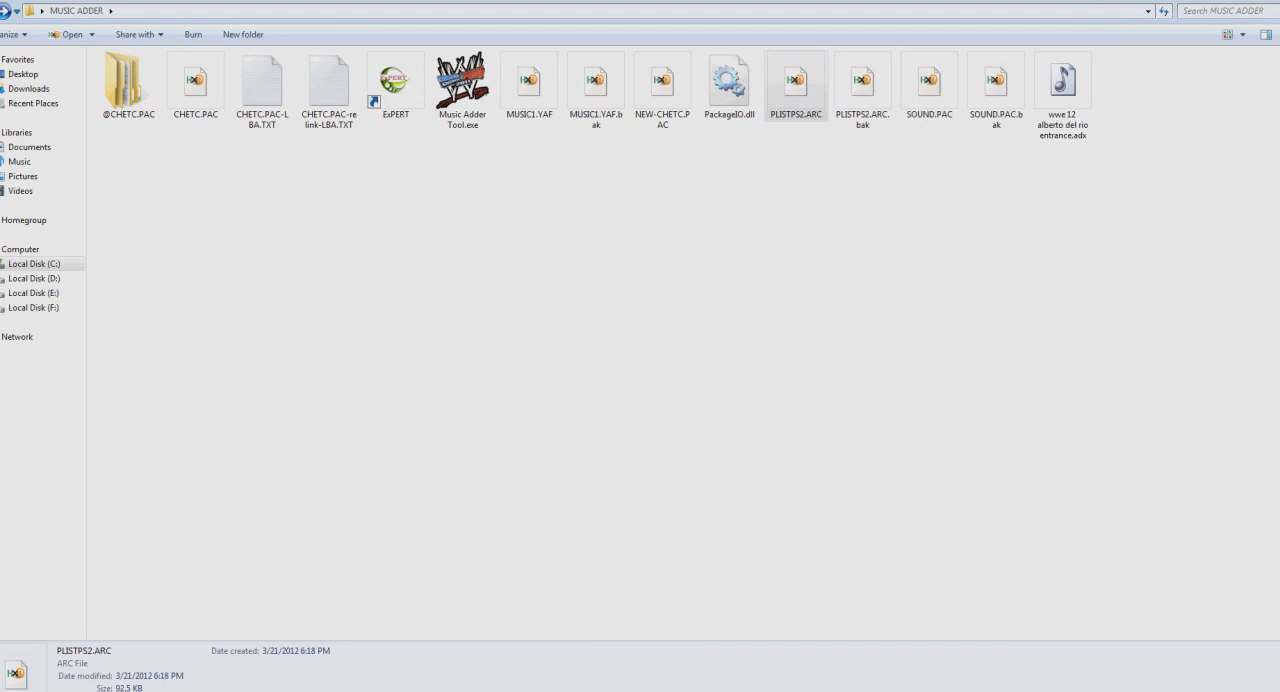 MUSIC ADDER
Search MUSIC ADDER
anize
Open
Share with
Burn
New folder
Favorites
Desktop
Downloads
Recent Places
Libraries
Documents
Music
Pictures
Videos
Homegroup
Computer
Local Disk (C:)
Local Disk (D:)
Local Disk (E:)
Local Disk (F:)
Network
@CHETC.PAC
CHETC.PAC
CHETC.PAC-L
BA.TXT
CHETC.PAC-re
link-LBA.TXT
ExPERT
Music Adder
Tool.exe
MUSIC1.YAF
MUSIC1.YAF.b
ak
NEW-CHETC.P
AC
PackageIO.dll
PLISTPS2.ARC
PLISTPS2.ARC.
bak
SOUND.PAC
SOUND.PAC.b
ak
wwe 12
alberto del rio
entrance.adx
PLISTPS2.ARC
ARC File
Date modified: 3/21/2012 6:18 PM
Size: 92.5 KB
Date created: 3/21/2012 6:18 PM